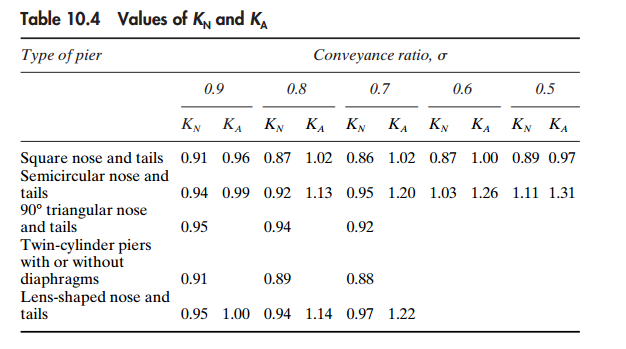 Table 10.4 Values of K_N and K_A
Type of pier Conveyance ratio, σ
0.9 0.8 0.7 0.6 0.5
K_N K_A K_N K_A K_N K_A K_N K_A K_N K_A
Square nose and tails 0.91 0.96 0.87 1.02 0.86 1.02 0.87 1.00 0.89 0.97
Semicircular nose and
tails 0.94 0.99 0.92 1.13 0.95 1.20 1.03 1.26 1.11 1.31
90° triangular nose
and tails 0.95 0.94 0.92
Twin-cylinder piers
with or without
diaphragms 0.91 0.89 0.88
Lens-shaped nose and
tails 0.95 1.00 0.94 1.14 0.97 1.22